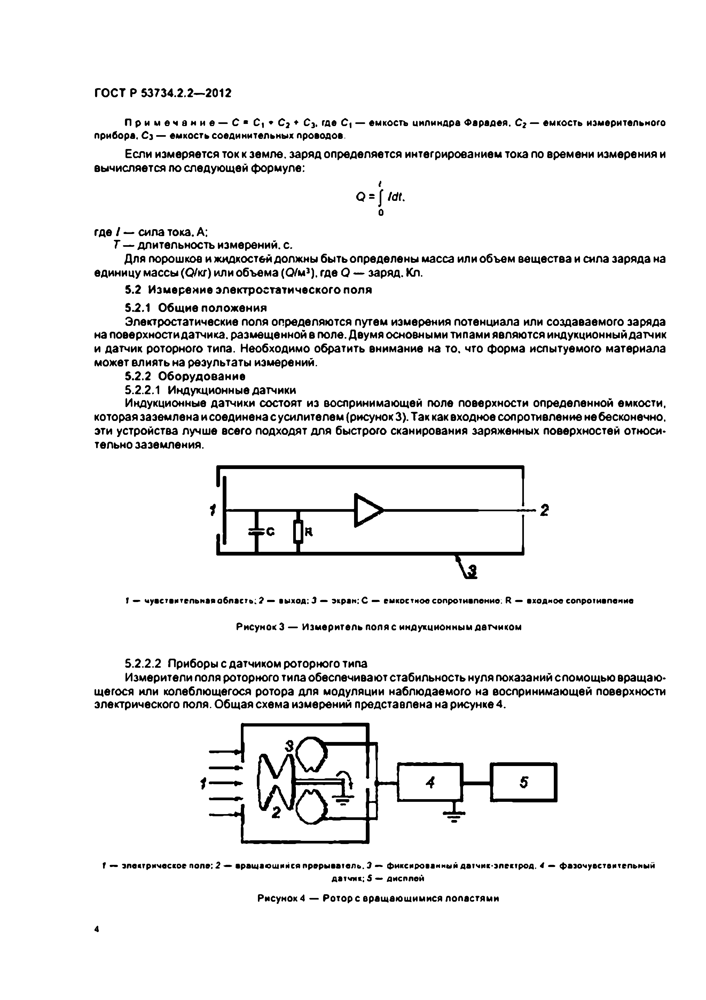 ГОСТ Р 53734.2.2—2012
Примечание — C = C1 + C2 + C3, где C1 — емкость цилиндра Фарадея, C2 — емкость измерительного
прибора, C3 — емкость соединительных проводов.
Если измеряется ток к земле, заряд определяется интегрированием тока по времени измерения и
вычисляется по следующей формуле:
t
Q = ∫ Idt.
0
где I — сила тока, А;
T — длительность измерений, с.
Для порошков и жидкостей должны быть определены масса или объем вещества и сила заряда на
единицу массы (Q/кг) или объема (Q/м³), где Q — заряд, Кл.
5.2 Измерение электростатического поля
5.2.1 Общие положения
Электростатические поля определяются путем измерения потенциала или создаваемого заряда
на поверхности датчика, размещенной в поле. Двумя основными типами являются индукционный датчик
и датчик роторного типа. Необходимо обратить внимание на то, что форма испытуемого материала
может влиять на результаты измерений.
5.2.2 Оборудование
5.2.2.1 Индукционные датчики
Индукционные датчики состоят из воспринимающей поле поверхности определенной емкости,
которая заземлена и соединена с усилителем (рисунок 3). Так как входное сопротивление не бесконечно,
эти устройства лучше всего подходят для быстрого сканирования заряженных поверхностей относи-
тельно заземления.
1 2
C R
3
1 — чувствительная область; 2 — выход; 3 — экран; C — емкостное сопротивление; R — входное сопротивление
Рисунок 3 — Измеритель поля с индукционным датчиком
5.2.2.2 Приборы с датчиком роторного типа
Измерители поля роторного типа обеспечивают стабильность нуля показаний с помощью вращаю-
щегося или колеблющегося ротора для модуляции наблюдаемого на воспринимающей поверхности
электрического поля. Общая схема измерений представлена на рисунке 4.
3
1 4 5
2
1 — электрическое поле; 2 — вращающийся прерыватель, 3 — фиксированный датчик-электрод, 4 — фазочувствительный
датчик; 5 — дисплей
Рисунок 4 — Ротор с вращающимися лопастями
4